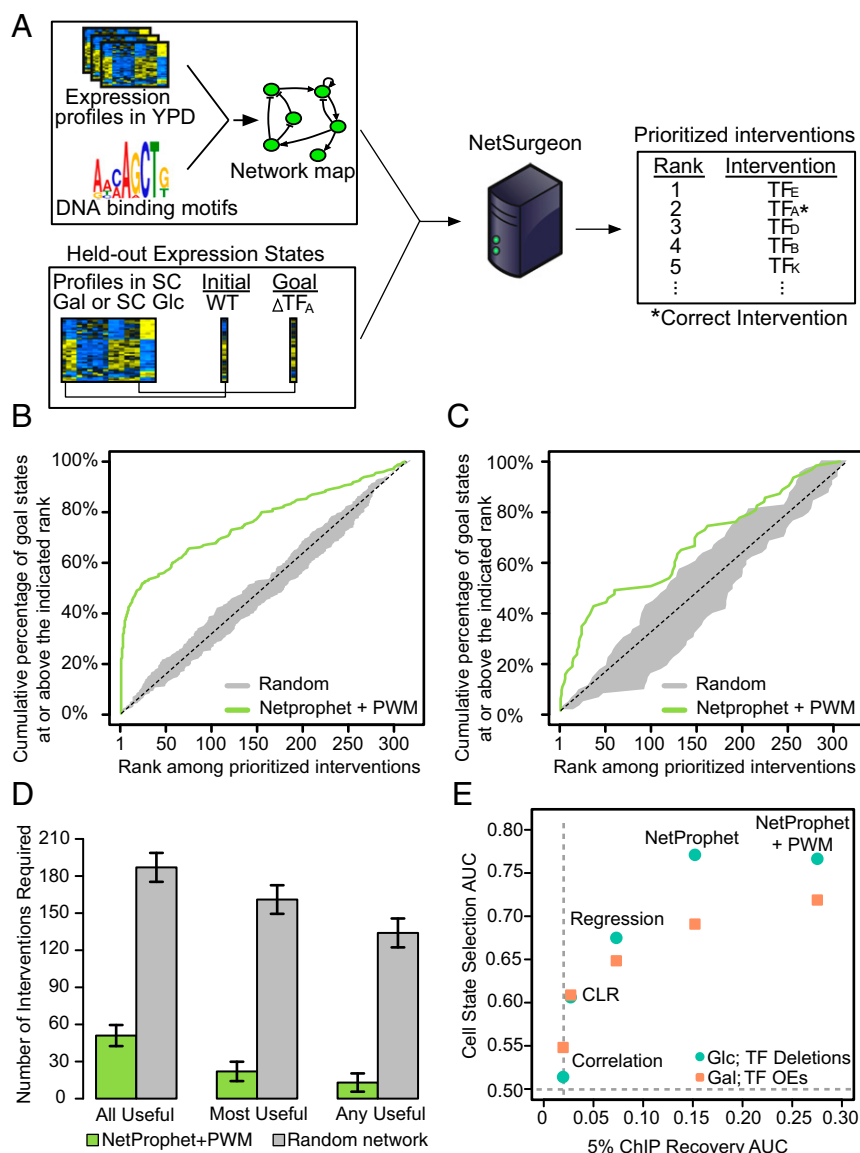 A
Expression
profiles in YPD
DNA binding motifs
Network map
Held-out Expression States
Profiles in SC
Gal or SC Glc
Initial
WT
Goal
ΔTFA
NetSurgeon
Prioritized interventions
Rank Intervention
1 TFE
2 TFA*
3 TFD
4 TFB
5 TFK
⋮ ⋮
*Correct Intervention
B
Cumulative percentage of goal states
at or above the indicated rank
100%
80%
60%
40%
20%
0%
Random
Netprophet + PWM
1 50 100 150 200 250 300
Rank among prioritized interventions
C
Cumulative percentage of goal states
at or above the indicated rank
100%
80%
60%
40%
20%
0%
Random
Netprophet + PWM
1 50 100 150 200 250 300
Rank among prioritized interventions
D
Number of Interventions Required
210
180
150
120
90
60
30
0
All Useful Most Useful Any Useful
NetProphet+PWM Random network
E
Cell State Selection AUC
0.80
0.75
0.70
0.65
0.60
0.55
0.50
NetProphet
NetProphet
+ PWM
Regression
CLR
Correlation
Glc; TF Deletions
Gal; TF OEs
0 0.05 0.10 0.15 0.20 0.25 0.30
5% ChIP Recovery AUC